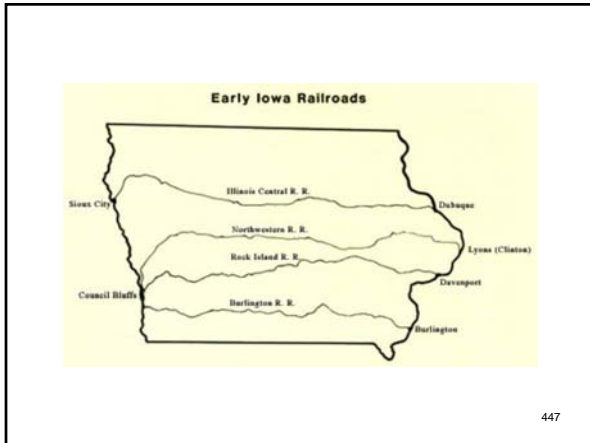 Early Iowa Railroads
Illinois Central R. R.
Sioux City
Dubuque
Northwestern R. R.
Lyons (Clinton)
Rock Island R. R.
Davenport
Council Bluffs
Burlington R. R.
Burlington
447